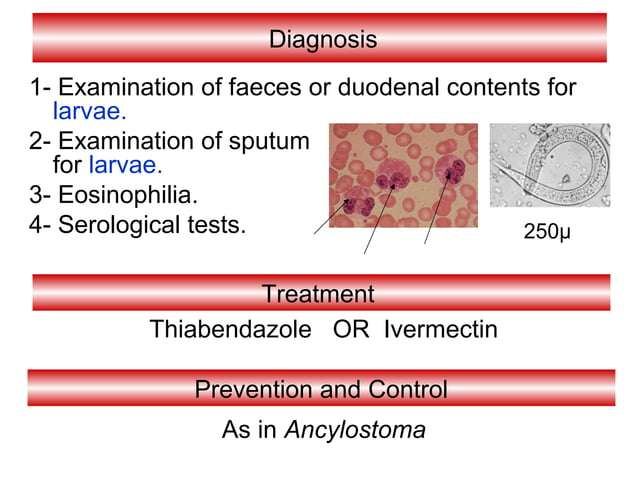 Diagnosis
1- Examination of faeces or duodenal contents for
larvae.
2- Examination of sputum
for larvae.
3- Eosinophilia.
4- Serological tests.
250µ
Treatment
Thiabendazole OR Ivermectin
Prevention and Control
As in Ancylostoma